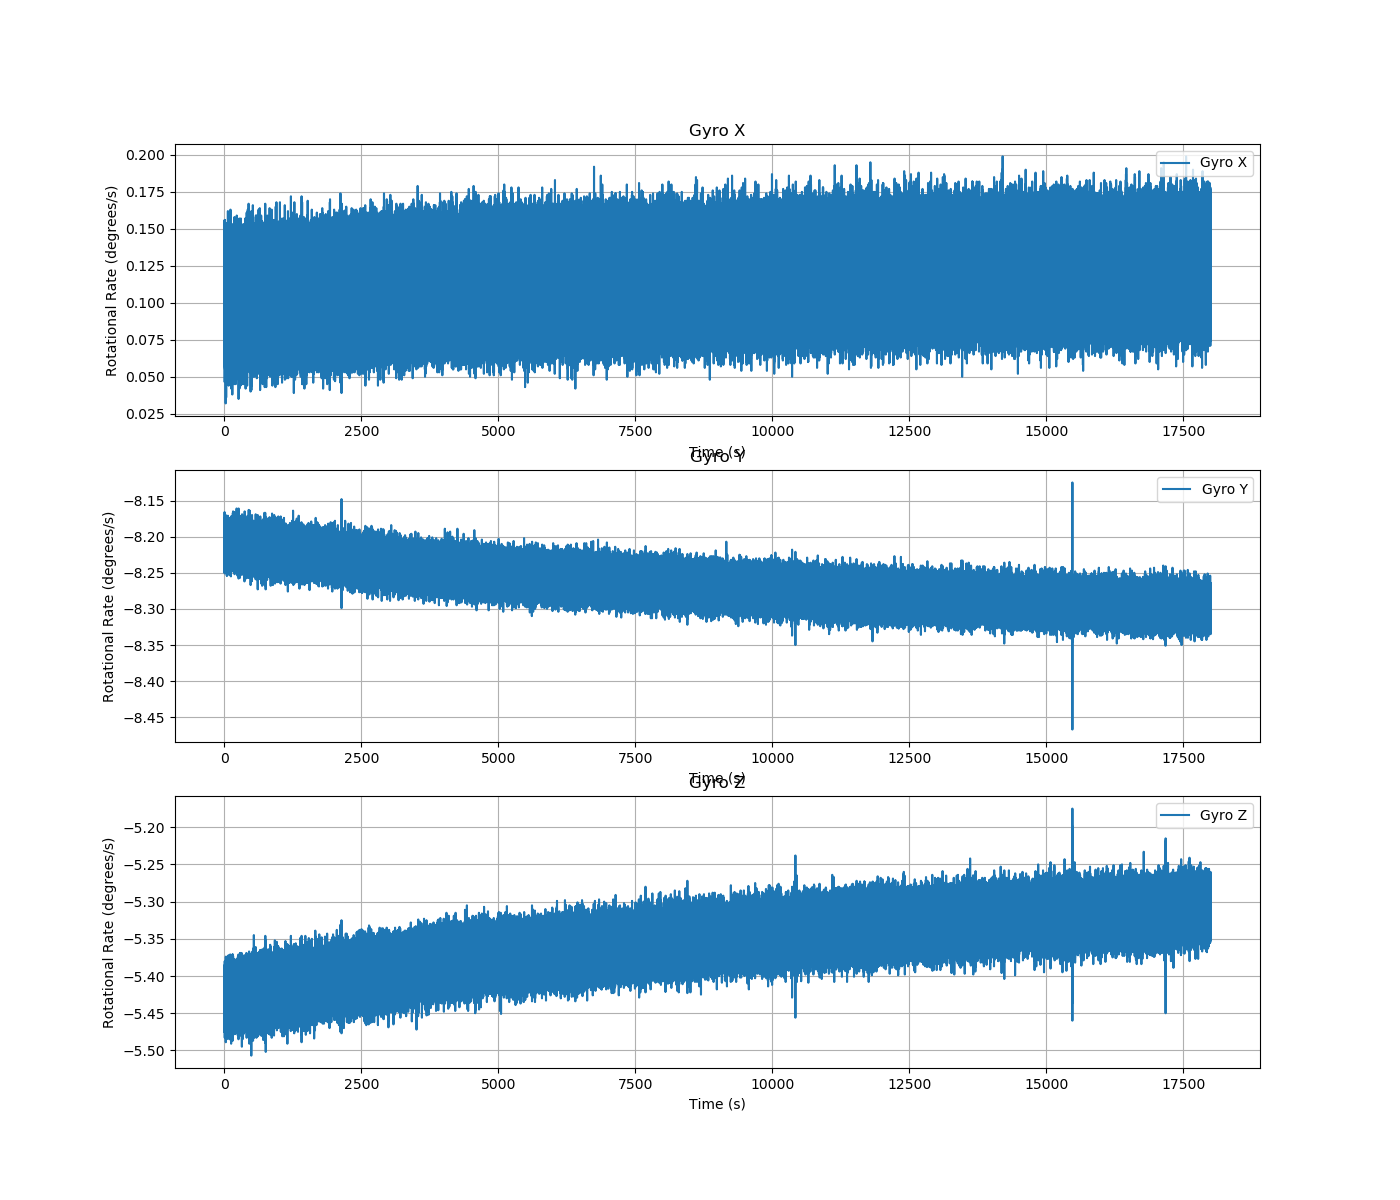 Gyro X
Rotational Rate (degrees/s)
0.200
0.175
0.150
0.125
0.100
0.075
0.050
0.025
Gyro X
0 2500 5000 7500 10000 12500 15000 17500
Time (s)
Gyro Y
Rotational Rate (degrees/s)
−8.15
−8.20
−8.25
−8.30
−8.35
−8.40
−8.45
Gyro Y
0 2500 5000 7500 10000 12500 15000 17500
Time (s)
Gyro Z
Rotational Rate (degrees/s)
−5.20
−5.25
−5.30
−5.35
−5.40
−5.45
−5.50
Gyro Z
0 2500 5000 7500 10000 12500 15000 17500
Time (s)